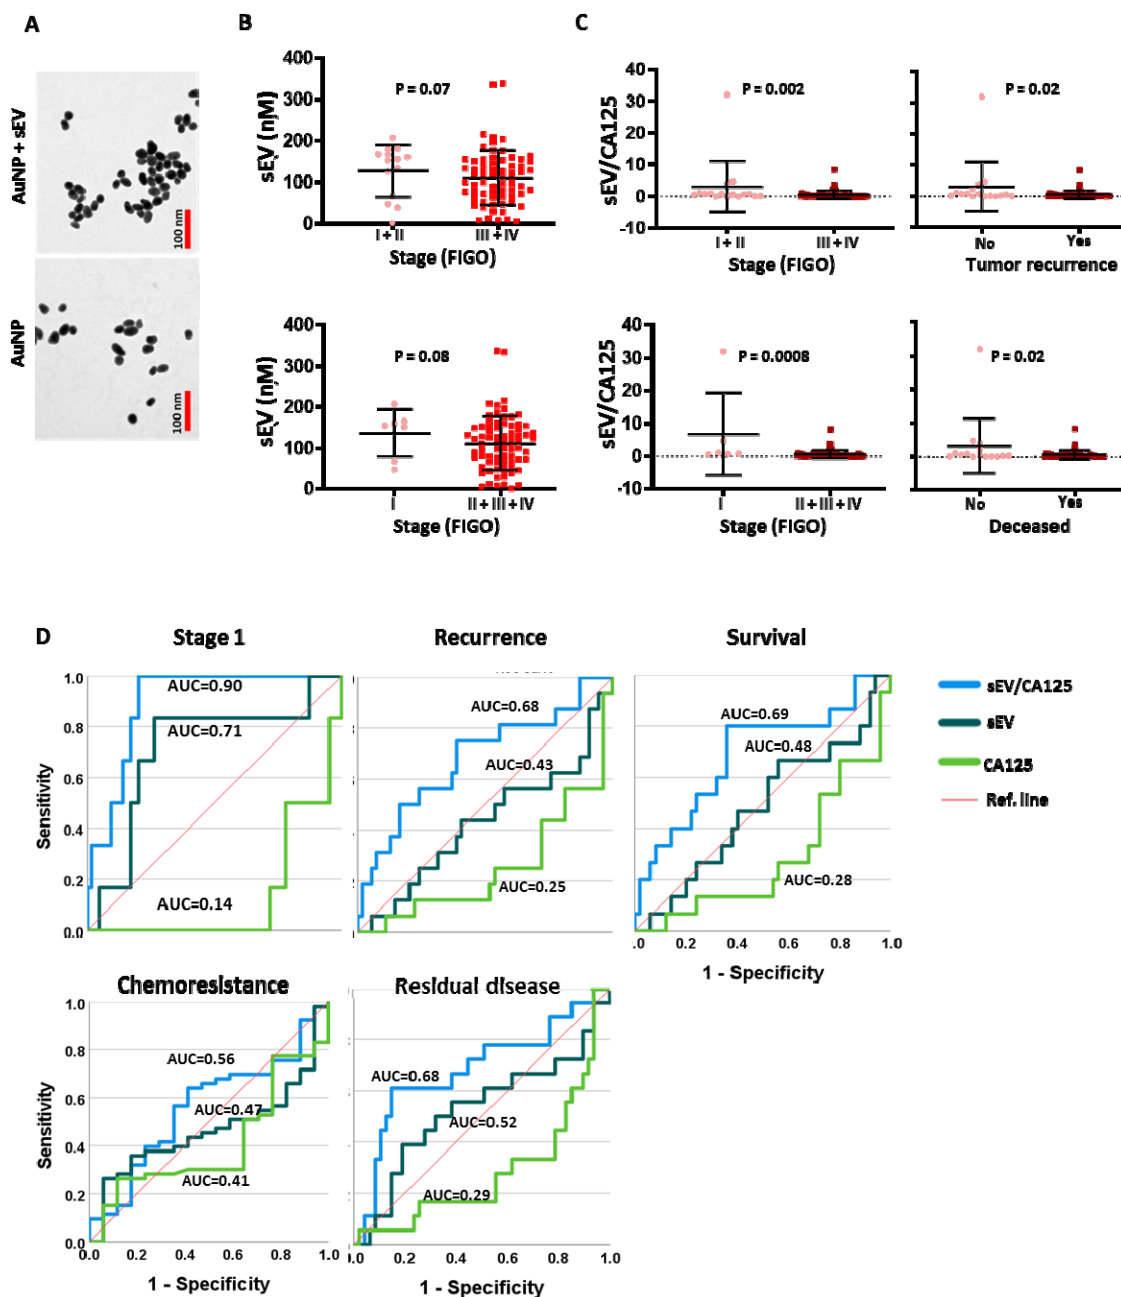 A
AuNP + sEV
100 nm
AuNP
100 nm
B
sEV (nM)
400
300
200
100
0
P = 0.07
I + II
III + IV
Stage (FIGO)
sEV (nM)
400
300
200
100
0
P = 0.08
I
II + III + IV
Stage (FIGO)
C
sEV/CA125
40
30
20
10
0
-10
P = 0.002
I + II
III + IV
Stage (FIGO)
P = 0.02
No
Yes
Tumor recurrence
sEV/CA125
40
30
20
10
0
-10
P = 0.0008
I
II + III + IV
Stage (FIGO)
P = 0.02
No
Yes
Deceased
D
Stage 1
Sensitivity
1.0
0.8
0.6
0.4
0.2
0.0
AUC=0.90
AUC=0.71
AUC=0.14
Recurrence
AUC=0.68
AUC=0.43
AUC=0.25
Survival
AUC=0.69
AUC=0.48
AUC=0.28
.0 0.2 0.4 0.6 0.8 1.0
1 - Specificity
sEV/CA125
sEV
CA125
Ref. line
Chemoresistance
Sensitivity
1.0
0.8
0.6
0.4
0.2
0.0
AUC=0.56
AUC=0.47
AUC=0.41
0.0 0.2 0.4 0.6 0.8 1.0
1 - Specificity
Residual disease
AUC=0.68
AUC=0.52
AUC=0.29
0.0 0.2 0.4 0.6 0.8 1.0
1 - Specificity